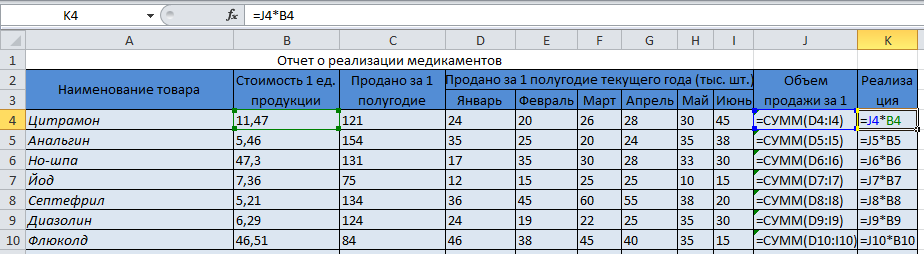 K4 fx =J4*B4
A B C D E F G H I J K
1 Отчет о реализации медикаментов
2 Наименование товара Стоимость 1 ед. Продано за 1 Продано за 1 полугодие текущего года (тыс. шт.) Объем Реализа
3 продукции полугодие Январь Февраль Март Апрель Май Июнь продажи за 1 ция
4 Цитрамон 11,47 121 24 20 26 28 30 45 =СУММ(D4:I4) =J4*B4
5 Анальгин 5,46 154 35 25 20 24 35 38 =СУММ(D5:I5) =J5*B5
6 Но-шпа 47,3 131 17 35 30 28 33 30 =СУММ(D6:I6) =J6*B6
7 Йод 7,36 75 12 15 25 25 10 15 =СУММ(D7:I7) =J7*B7
8 Септефрил 5,21 134 36 45 60 55 38 20 =СУММ(D8:I8) =J8*B8
9 Диазолин 6,29 124 24 19 22 25 35 30 =СУММ(D9:I9) =J9*B9
10 Флюколд 46,51 84 46 38 45 40 35 15 =СУММ(D10:I10) =J10*B10